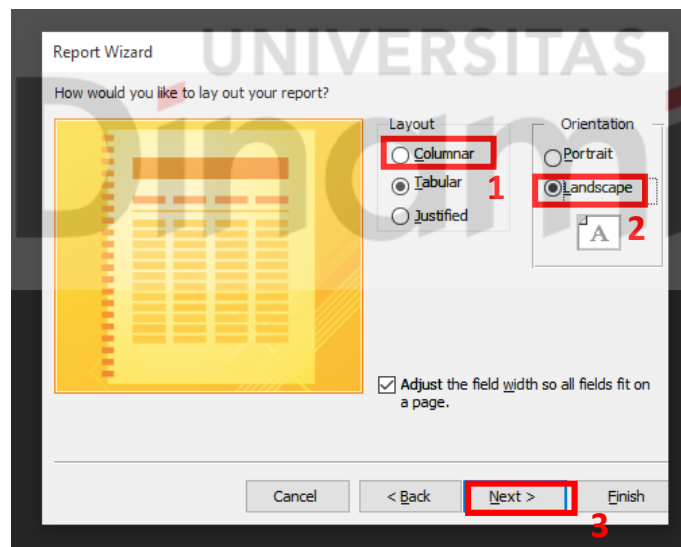 UNIVERSITAS
Dinami
Report Wizard
How would you like to lay out your report?
Layout
Columnar
1
Tabular
Justified
Orientation
Portrait
Landscape
2
A
Adjust the field width so all fields fit on
a page.
Cancel
< Back
Next >
Finish
3